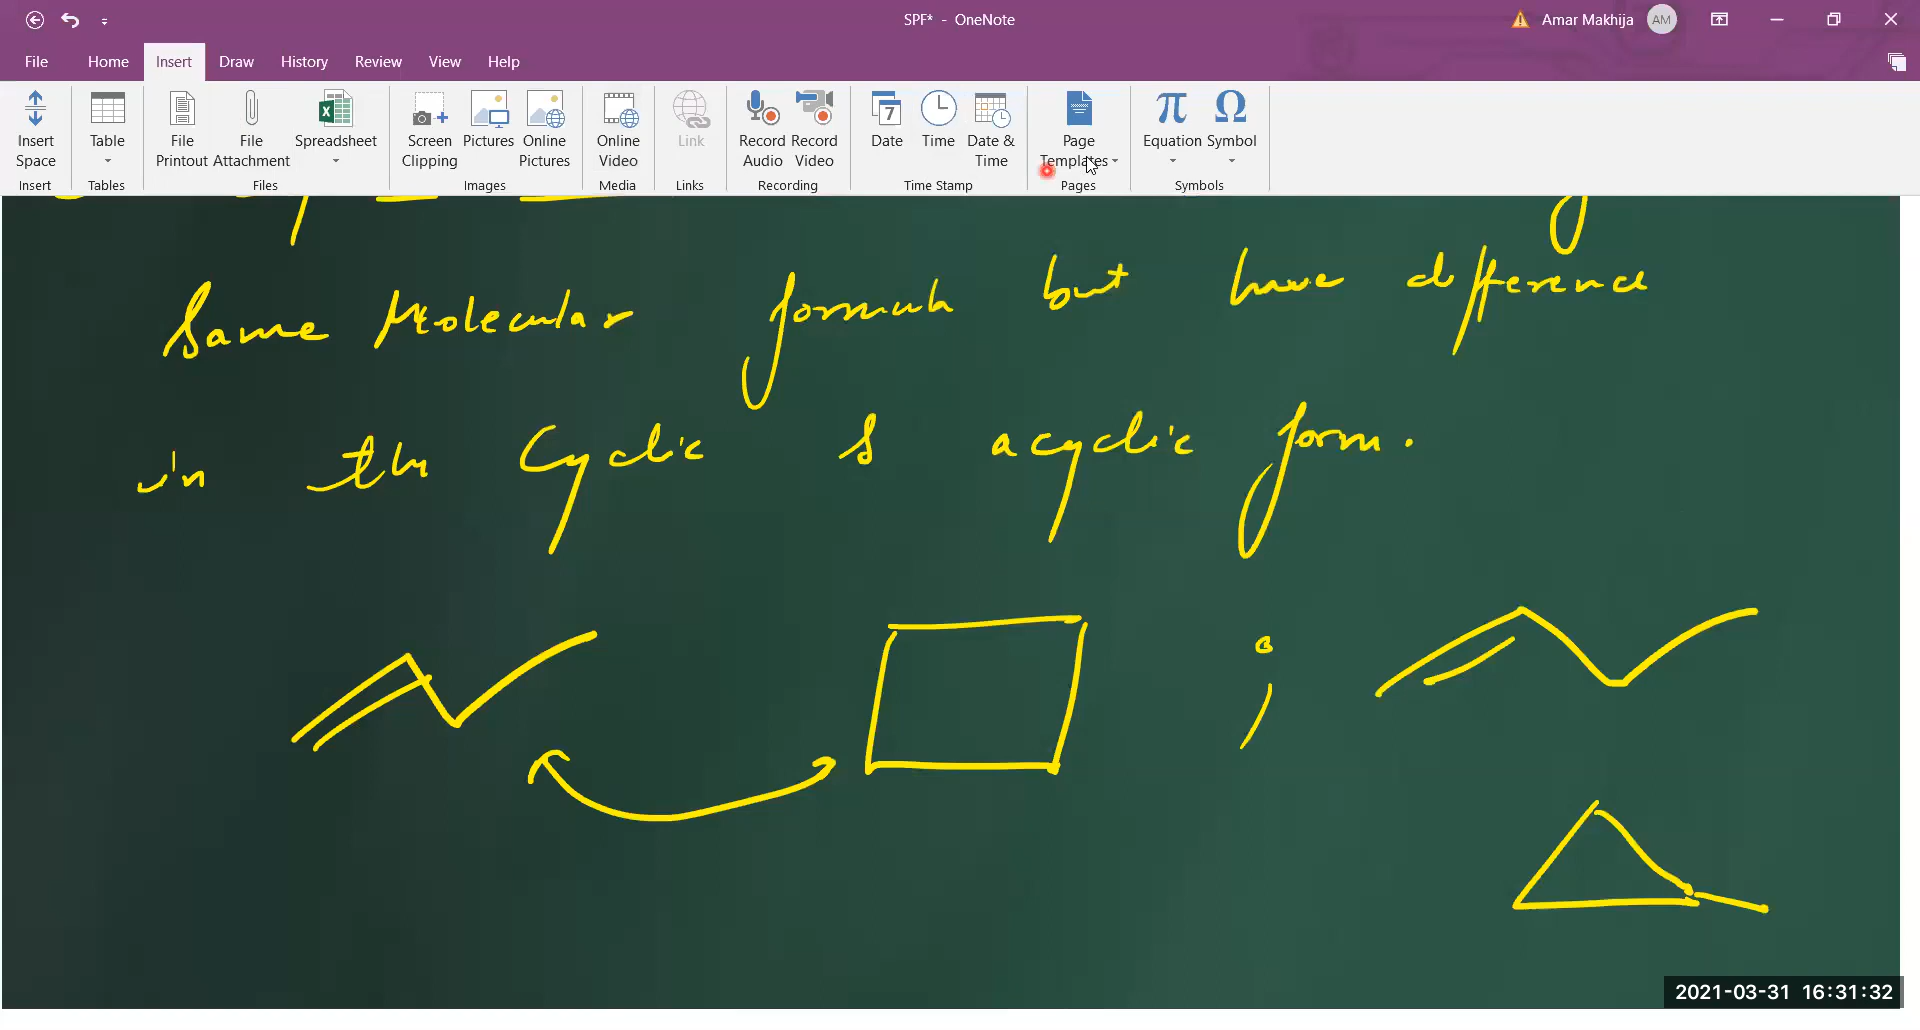 SPF* - OneNote
Amar Makhija AM
File Home Insert Draw History Review View Help
Insert Space Table File Printout File Attachment Spreadsheet Screen Clipping Pictures Online Pictures Online Video Link Record Audio Record Video Date Time Date & Time Page Templates Equation Symbol
7 π Ω
Insert Tables Files Images Media Links Recording Time Stamp Pages Symbols
Same Molecular formula but have difference
in the Cyclic & acyclic form.
;
2021-03-31 16:31:32